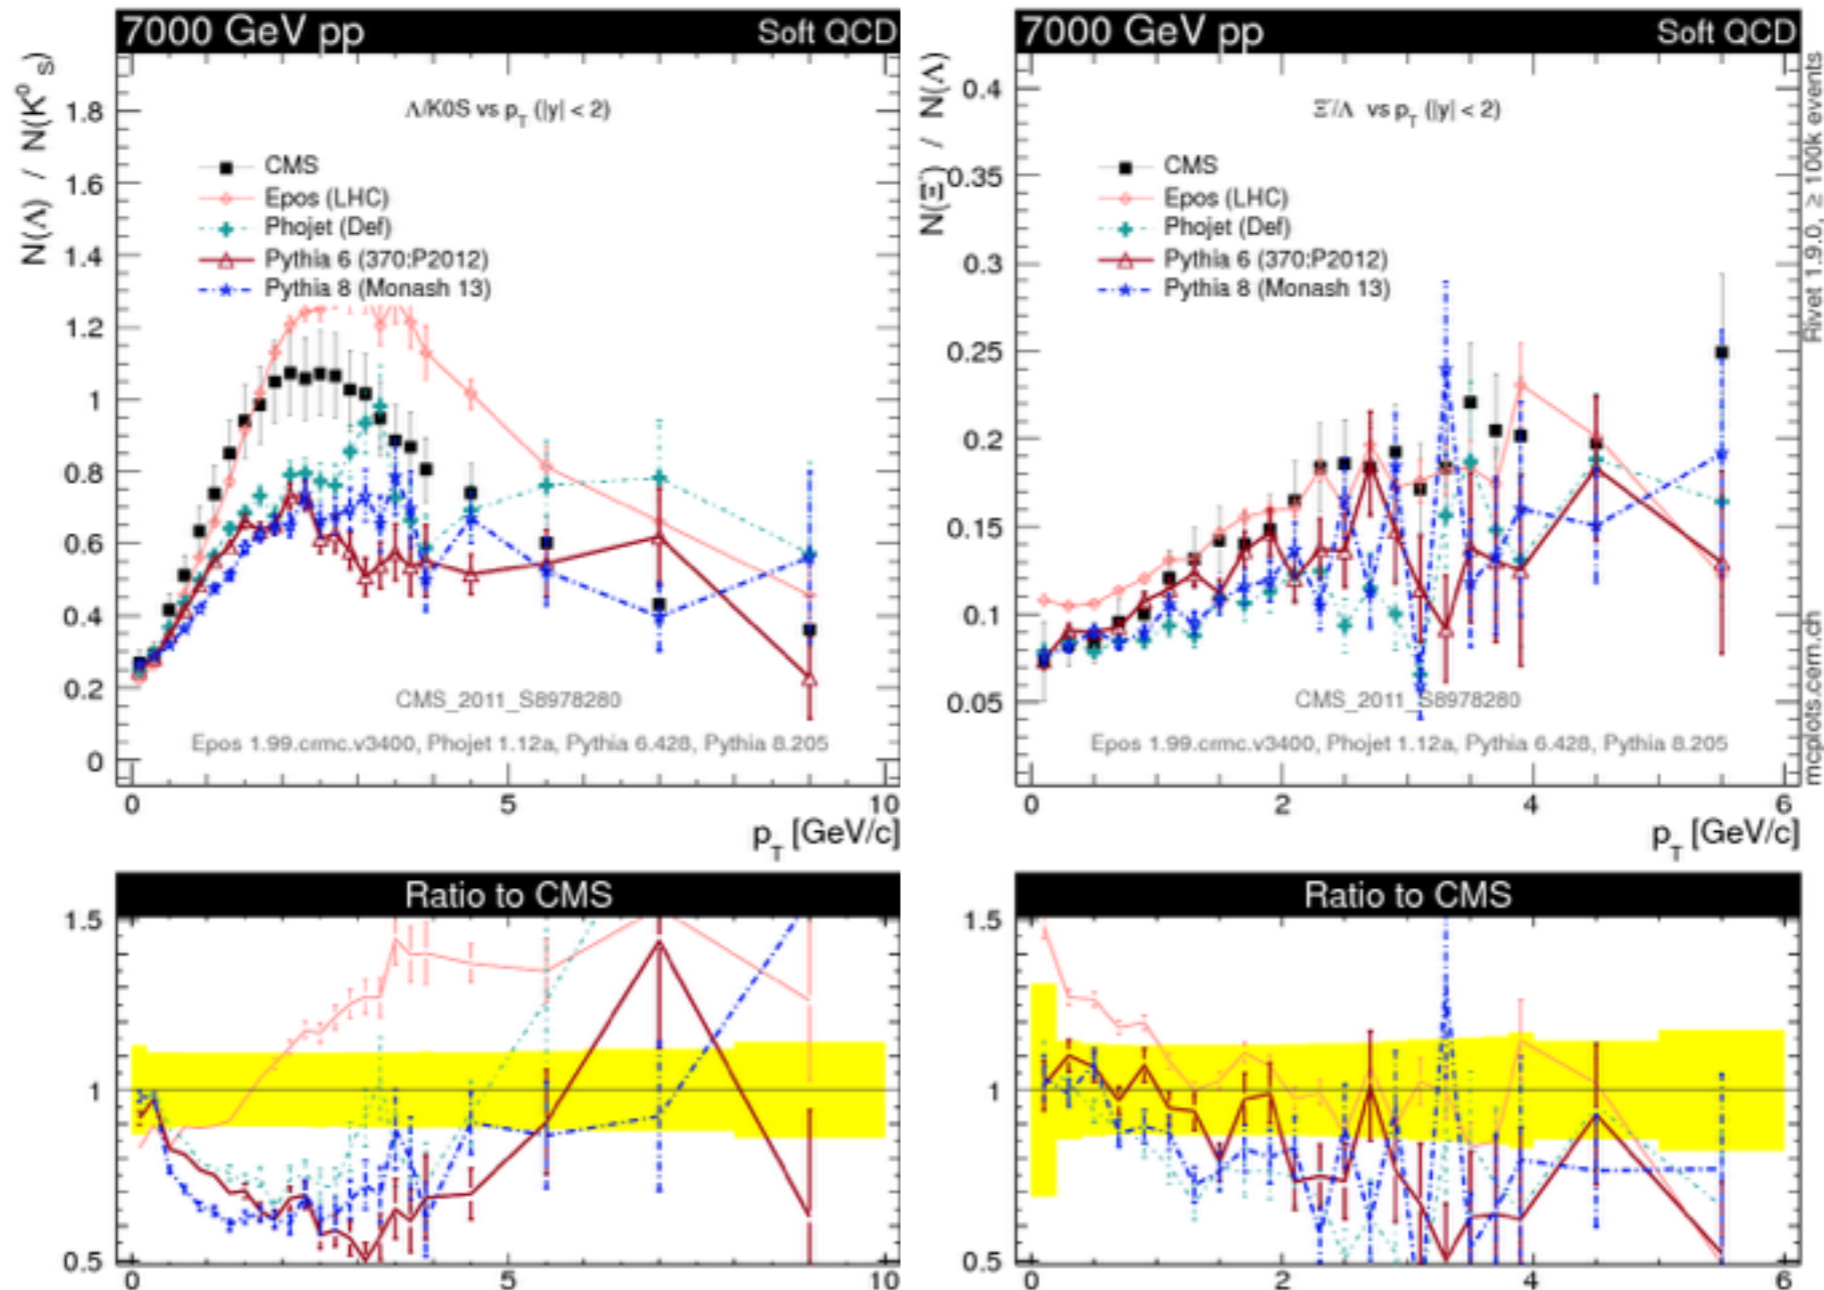 7000 GeV pp Soft QCD
N(Λ) / N(K⁰S)
Λ/K0S vs pT (|y| < 2)
CMS
Epos (LHC)
Phojet (Def)
Pythia 6 (370:P2012)
Pythia 8 (Monash 13)
1.8
1.6
1.4
1.2
1
0.8
0.6
0.4
0.2
0
CMS_2011_S8978280
Epos 1.99.crmc.v3400, Phojet 1.12a, Pythia 6.428, Pythia 8.205
0 5 10
pT [GeV/c]
Ratio to CMS
1.5
1
0.5
0 5 10
7000 GeV pp Soft QCD
N(Ξ⁻) / N(Λ)
Ξ⁻/Λ vs pT (|y| < 2)
CMS
Epos (LHC)
Phojet (Def)
Pythia 6 (370:P2012)
Pythia 8 (Monash 13)
0.4
0.35
0.3
0.25
0.2
0.15
0.1
0.05
CMS_2011_S8978280
Epos 1.99.crmc.v3400, Phojet 1.12a, Pythia 6.428, Pythia 8.205
0 2 4 6
pT [GeV/c]
Rivet 1.9.0, ≥ 100k events
mcplots.cern.ch
Ratio to CMS
1.5
1
0.5
0 2 4 6